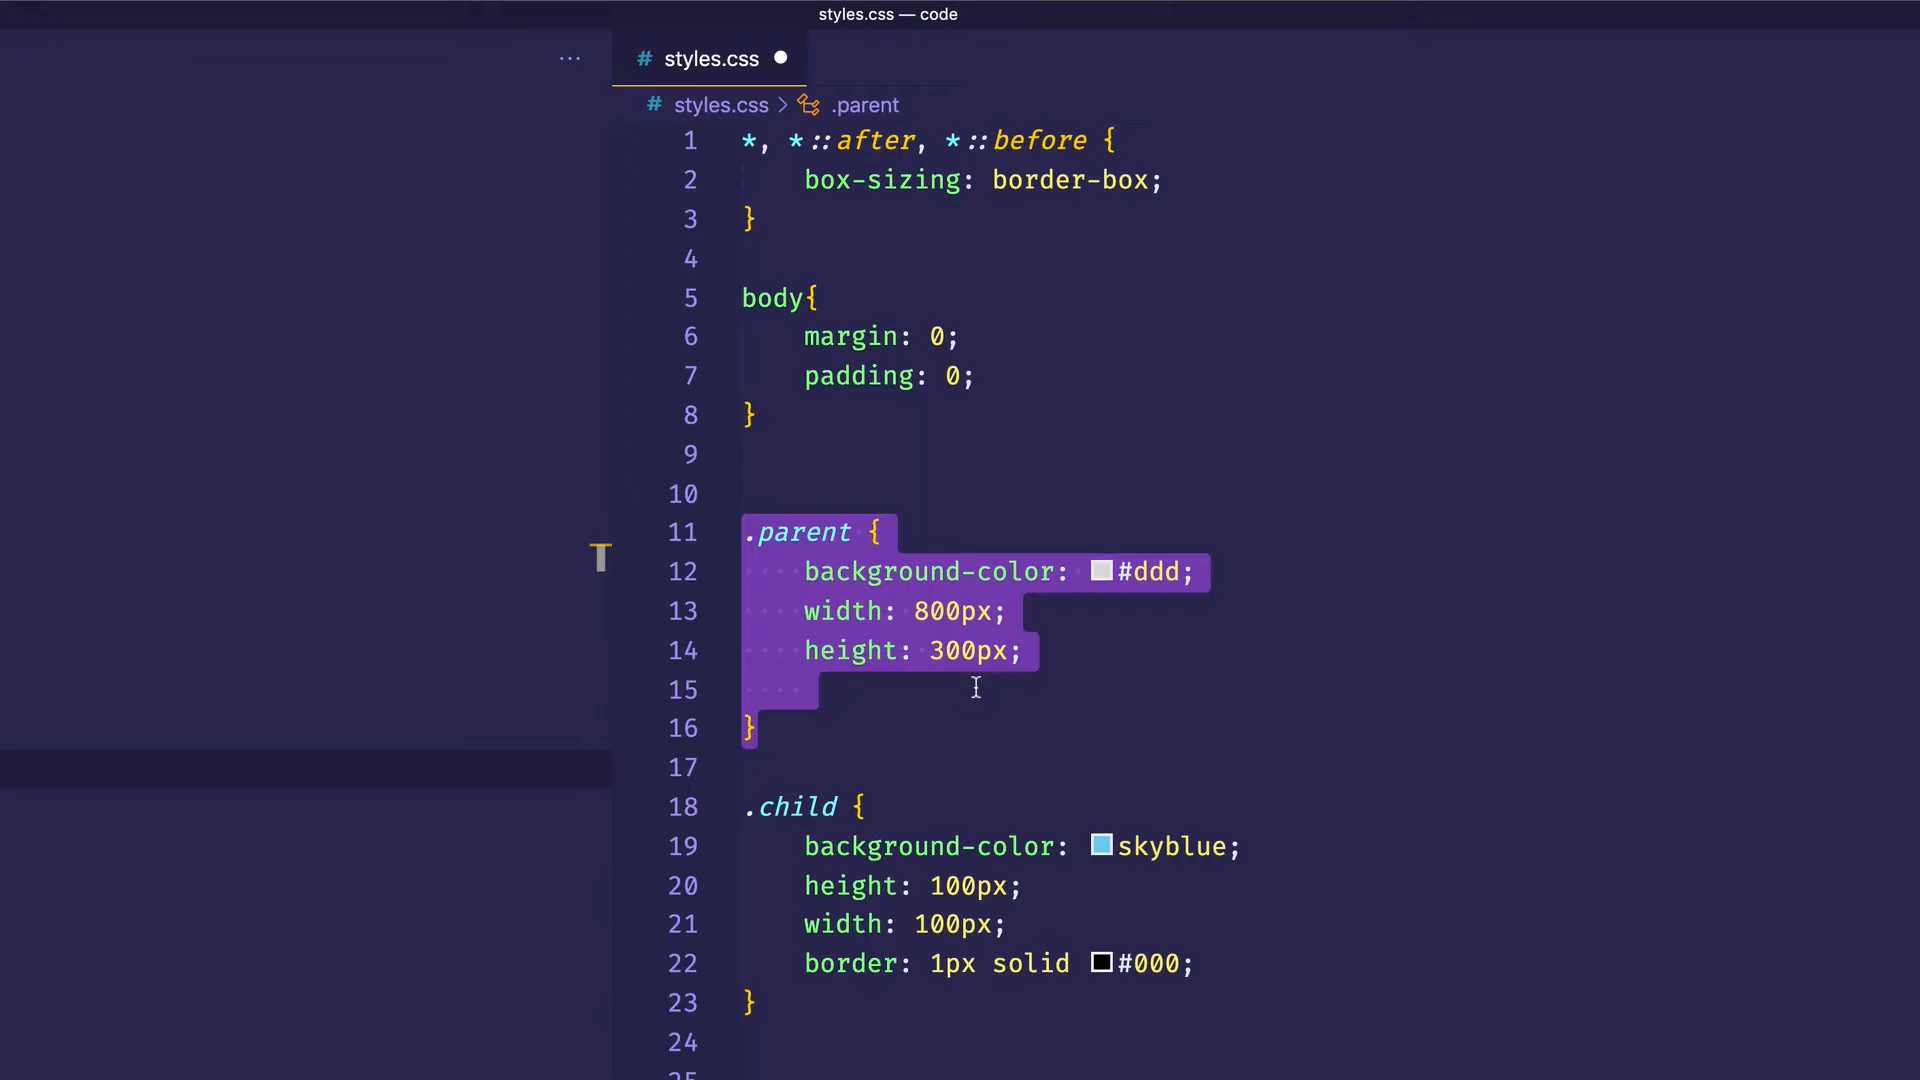 styles.css — code
# styles.css
# styles.css > .parent
1 *, *::after, *::before {
2 box-sizing: border-box;
3 }
4
5 body{
6 margin: 0;
7 padding: 0;
8 }
9
10
11 .parent {
12 background-color: #ddd;
13 width: 800px;
14 height: 300px;
15
16 }
17
18 .child {
19 background-color: skyblue;
20 height: 100px;
21 width: 100px;
22 border: 1px solid #000;
23 }
24